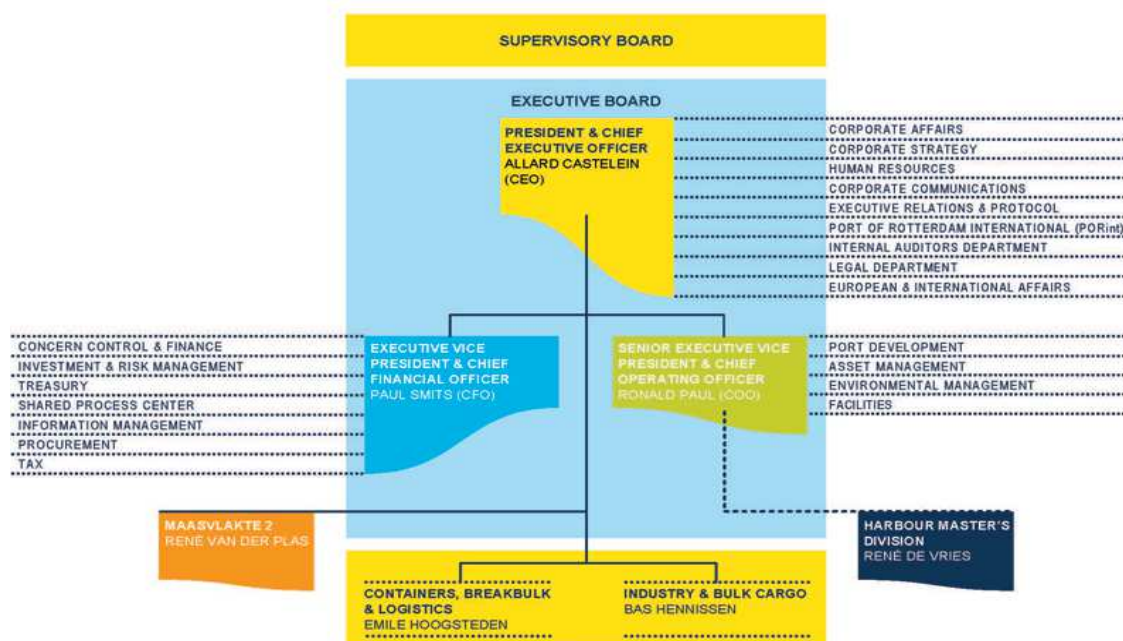 SUPERVISORY BOARD
EXECUTIVE BOARD
PRESIDENT & CHIEF
EXECUTIVE OFFICER
ALLARD CASTELEIN
(CEO)
CORPORATE AFFAIRS
CORPORATE STRATEGY
HUMAN RESOURCES
CORPORATE COMMUNICATIONS
EXECUTIVE RELATIONS & PROTOCOL
PORT OF ROTTERDAM INTERNATIONAL (PORint)
INTERNAL AUDITORS DEPARTMENT
LEGAL DEPARTMENT
EUROPEAN & INTERNATIONAL AFFAIRS
CONCERN CONTROL & FINANCE
INVESTMENT & RISK MANAGEMENT
TREASURY
SHARED PROCESS CENTER
INFORMATION MANAGEMENT
PROCUREMENT
TAX
EXECUTIVE VICE
PRESIDENT & CHIEF
FINANCIAL OFFICER
PAUL SMITS (CFO)
SENIOR EXECUTIVE VICE
PRESIDENT & CHIEF
OPERATING OFFICER
RONALD PAUL (COO)
PORT DEVELOPMENT
ASSET MANAGEMENT
ENVIRONMENTAL MANAGEMENT
FACILITIES
MAASVLAKTE 2
RENÉ VAN DER PLAS
HARBOUR MASTER'S
DIVISION
RENÉ DE VRIES
CONTAINERS, BREAKBULK
& LOGISTICS
EMILE HOOGSTEDEN
INDUSTRY & BULK CARGO
BAS HENNISSEN